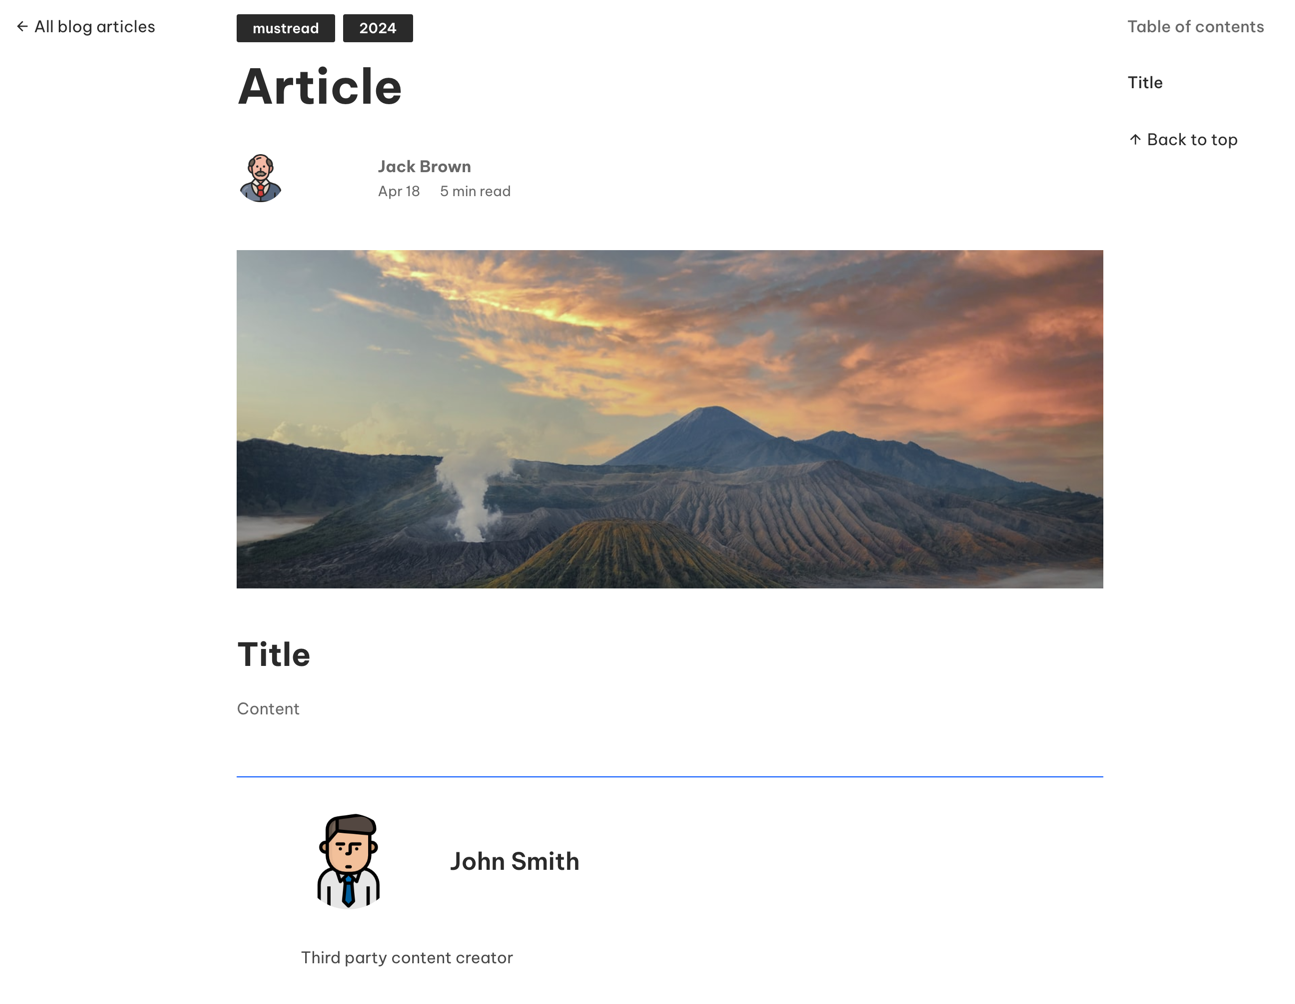 ← All blog articles
mustread 2024
Article
Jack Brown
Apr 18 5 min read
Table of contents
Title
↑ Back to top
Title
Content
John Smith
Third party content creator